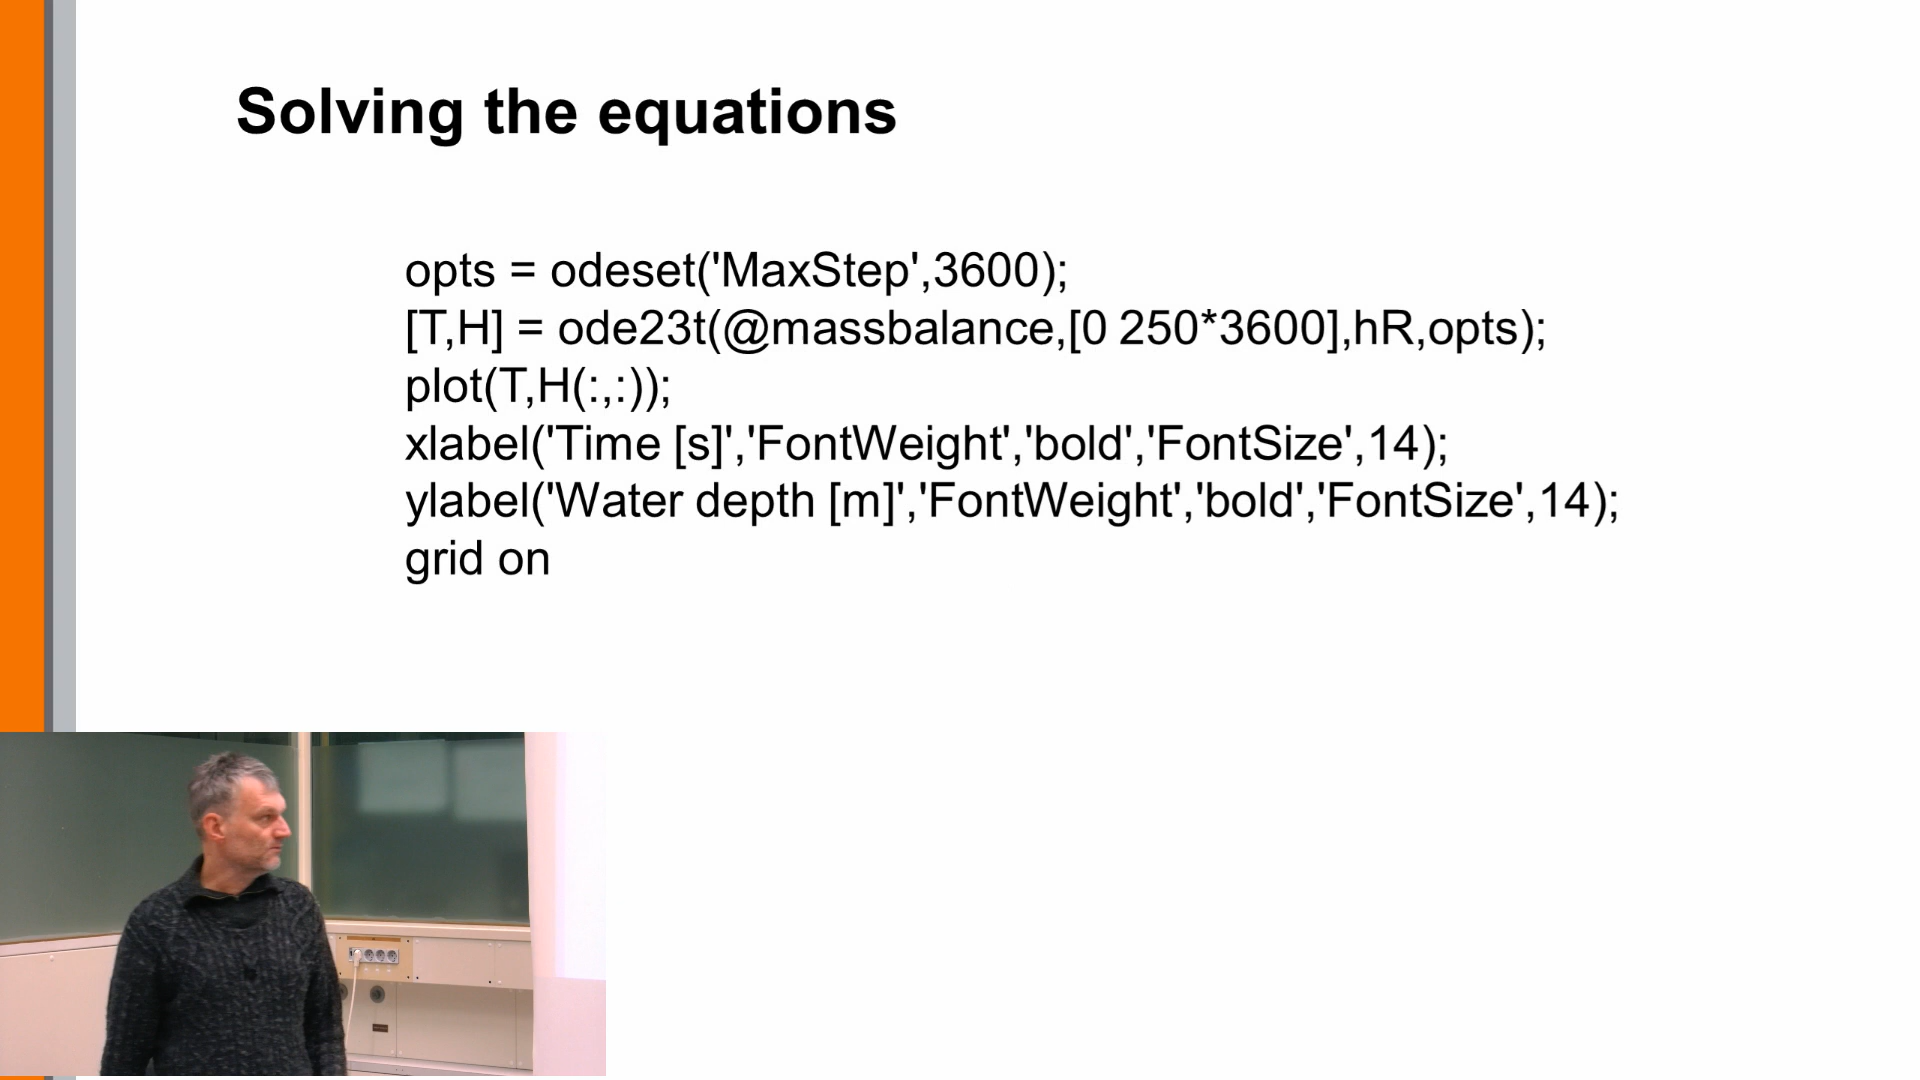 Solving the equations
opts = odeset('MaxStep',3600);
[T,H] = ode23t(@massbalance,[0 250*3600],hR,opts);
plot(T,H(:,:));
xlabel('Time [s]','FontWeight','bold','FontSize',14);
ylabel('Water depth [m]','FontWeight','bold','FontSize',14);
grid on